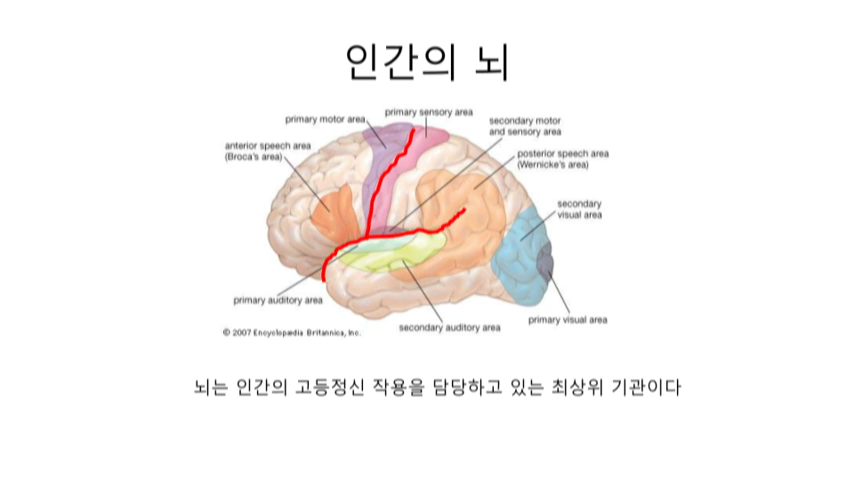 인간의 뇌
primary motor area
primary sensory area
secondary motor
and sensory area
anterior speech area
(Broca's area)
posterior speech area
(Wernicke's area)
secondary
visual area
primary auditory area
secondary auditory area
primary visual area
© 2007 Encyclopædia Britannica, Inc.
뇌는 인간의 고등정신 작용을 담당하고 있는 최상위 기관이다